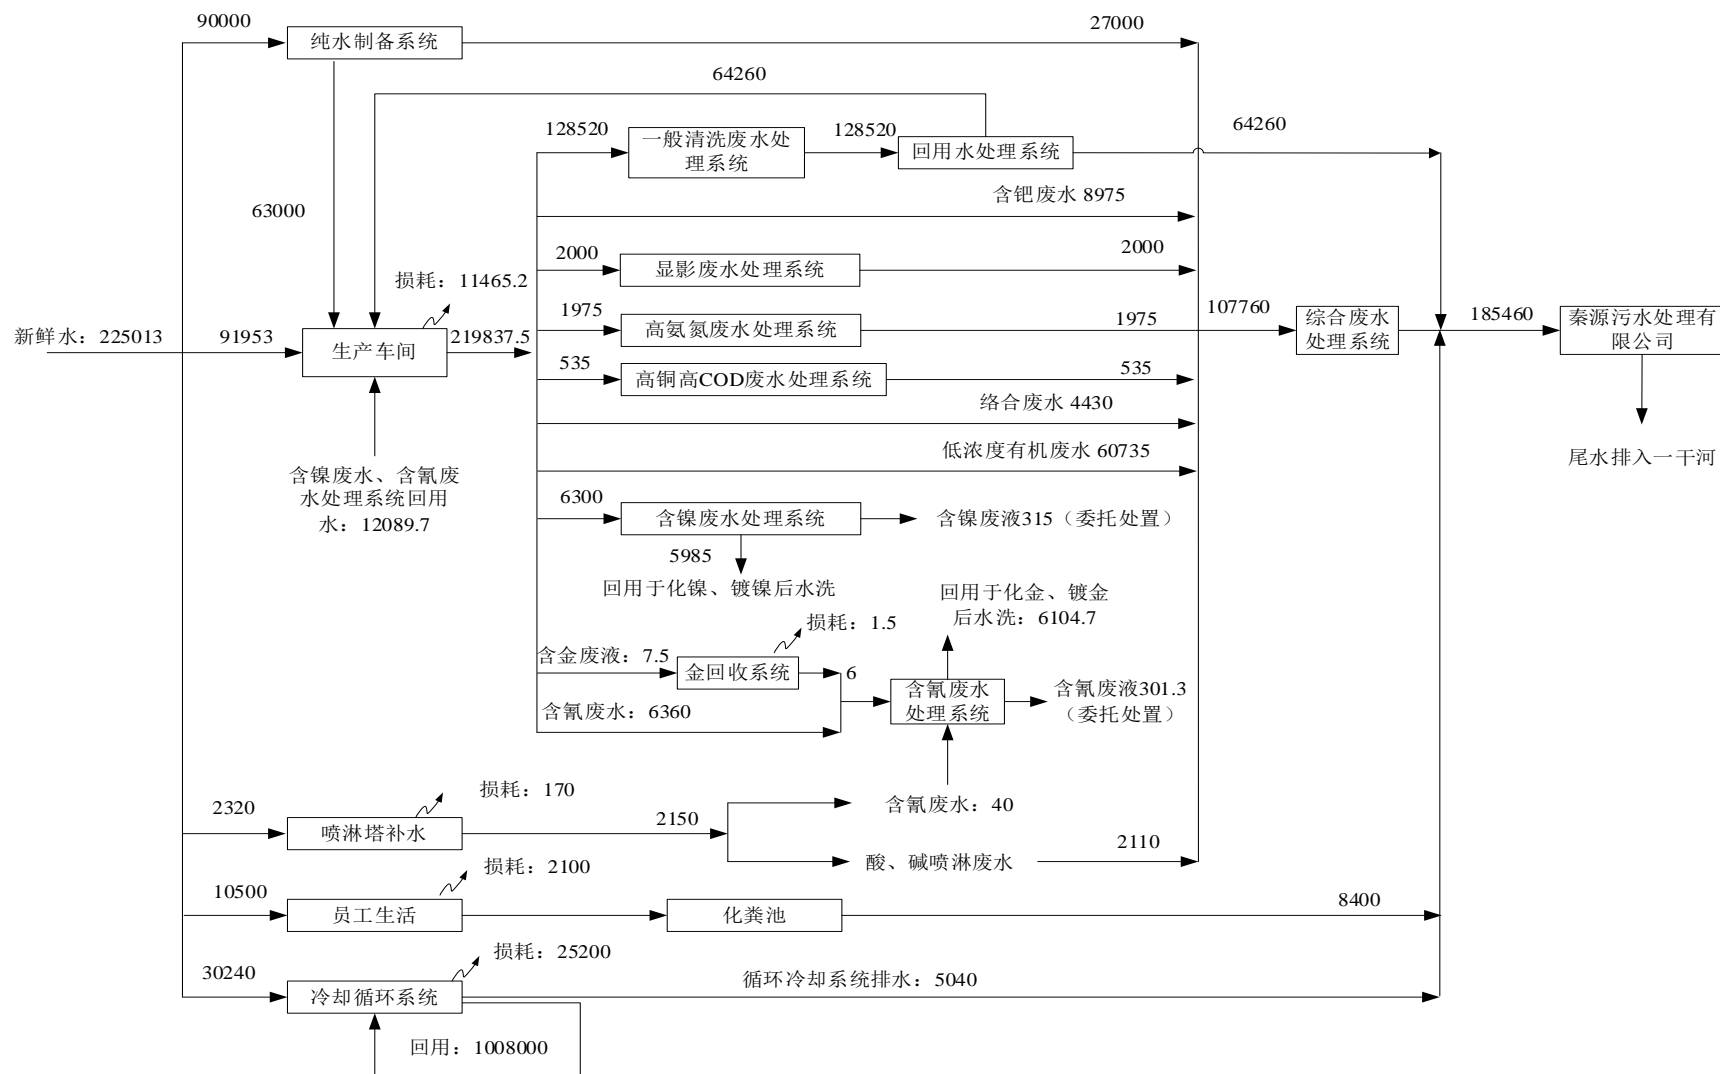 90000
纯水制备系统
27000
64260
128520
一般清洗废水处
理系统
128520
回用水处理系统
64260
63000
含钯废水 8975
2000
显影废水处理系统
2000
损耗：11465.2
新鲜水：225013
91953
生产车间
219837.5
1975
高氨氮废水处理系统
1975
107760
综合废水
处理系统
185460
秦源污水处理有
限公司
535
高铜高COD废水处理系统
535
络合废水 4430
低浓度有机废水 60735
尾水排入一干河
含镍废水、含氰废
水处理系统回用
水：12089.7
6300
含镍废水处理系统
含镍废液315（委托处置）
5985
回用于化镍、镀镍后水洗
回用于化金、镀金
后水洗：6104.7
损耗：1.5
含金废液：7.5
金回收系统
6
含氰废水
处理系统
含氰废液301.3
（委托处置）
含氰废水：6360
2320
损耗：170
喷淋塔补水
2150
含氰废水：40
酸、碱喷淋废水
2110
10500
损耗：2100
员工生活
化粪池
8400
30240
损耗：25200
冷却循环系统
循环冷却系统排水：5040
回用：1008000